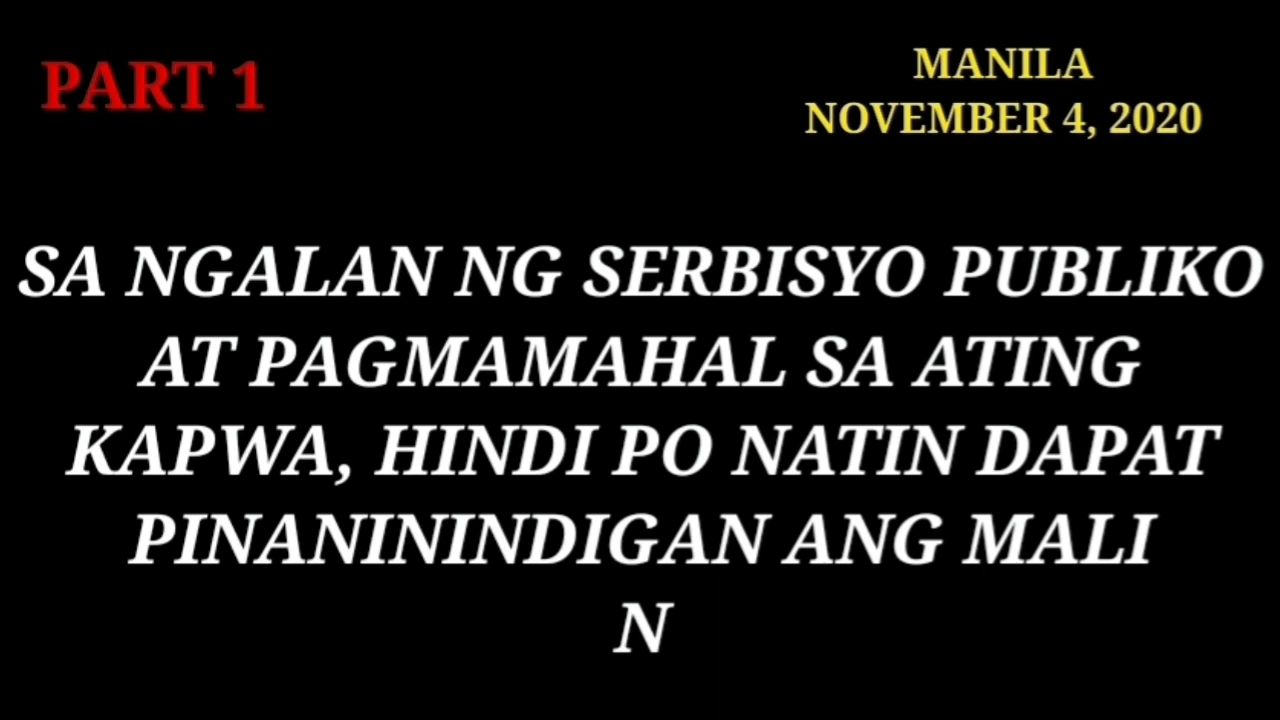 PART 1
MANILA
NOVEMBER 4, 2020
SA NGALAN NG SERBISYO PUBLIKO
AT PAGMAMAHAL SA ATING
KAPWA, HINDI PO NATIN DAPAT
PINANININDIGAN ANG MALI
N